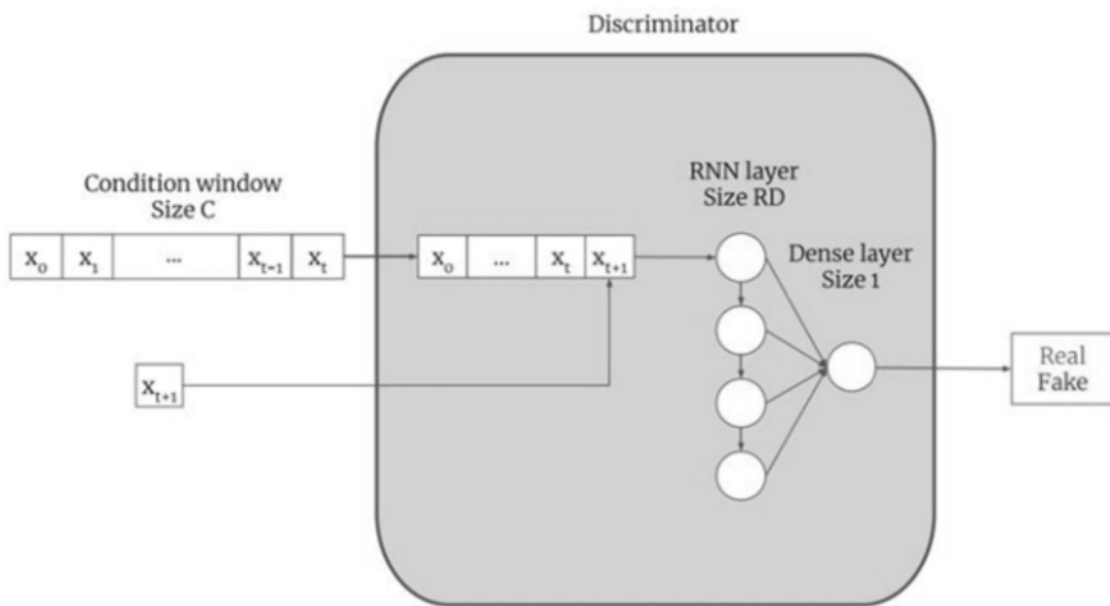 Discriminator
Condition window
Size C
x₀ x₁ ... xₜ₋₁ xₜ
xₜ₊₁
x₀ ... xₜ xₜ₊₁
RNN layer
Size RD
Dense layer
Size 1
Real
Fake